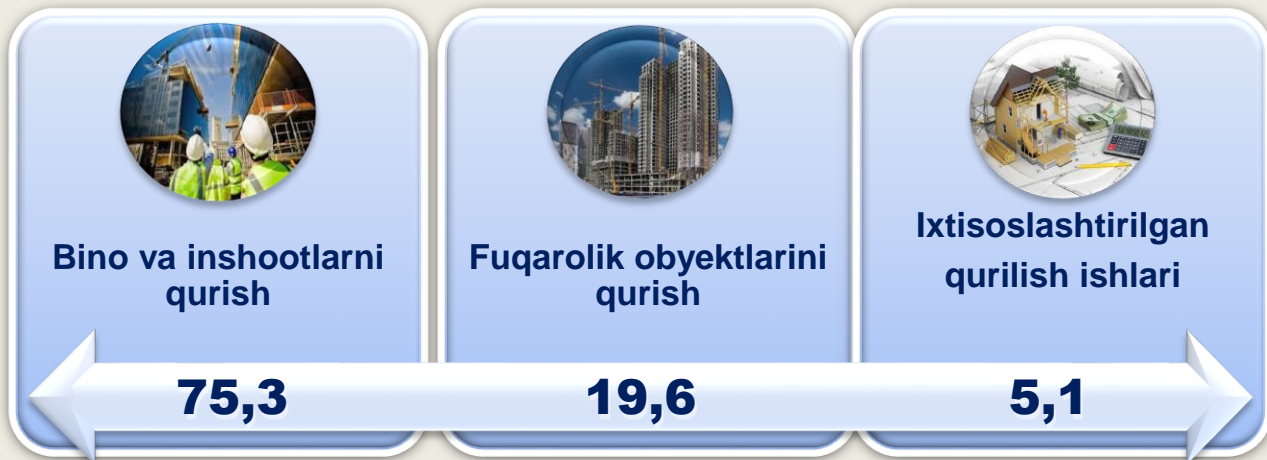 Bino va inshootlarni
qurish
Fuqarolik obyektlarini
qurish
Ixtisoslashtirilgan
qurilish ishlari
75,3
19,6
5,1